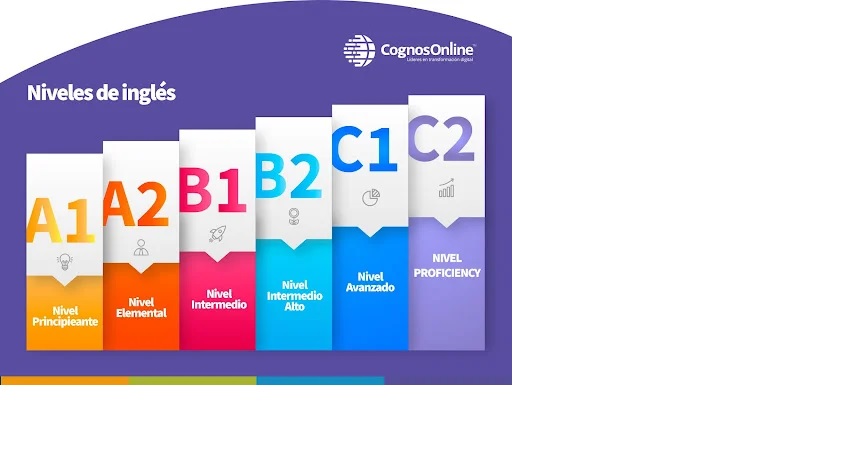 CognosOnline
Líderes en transformación digital
Niveles de inglés
A1
A2
B1
B2
C1
C2
Nivel
Principieante
Nivel
Elemental
Nivel
Intermedio
Nivel
Intermedio
Alto
Nivel
Avanzado
NIVEL
PROFICIENCY